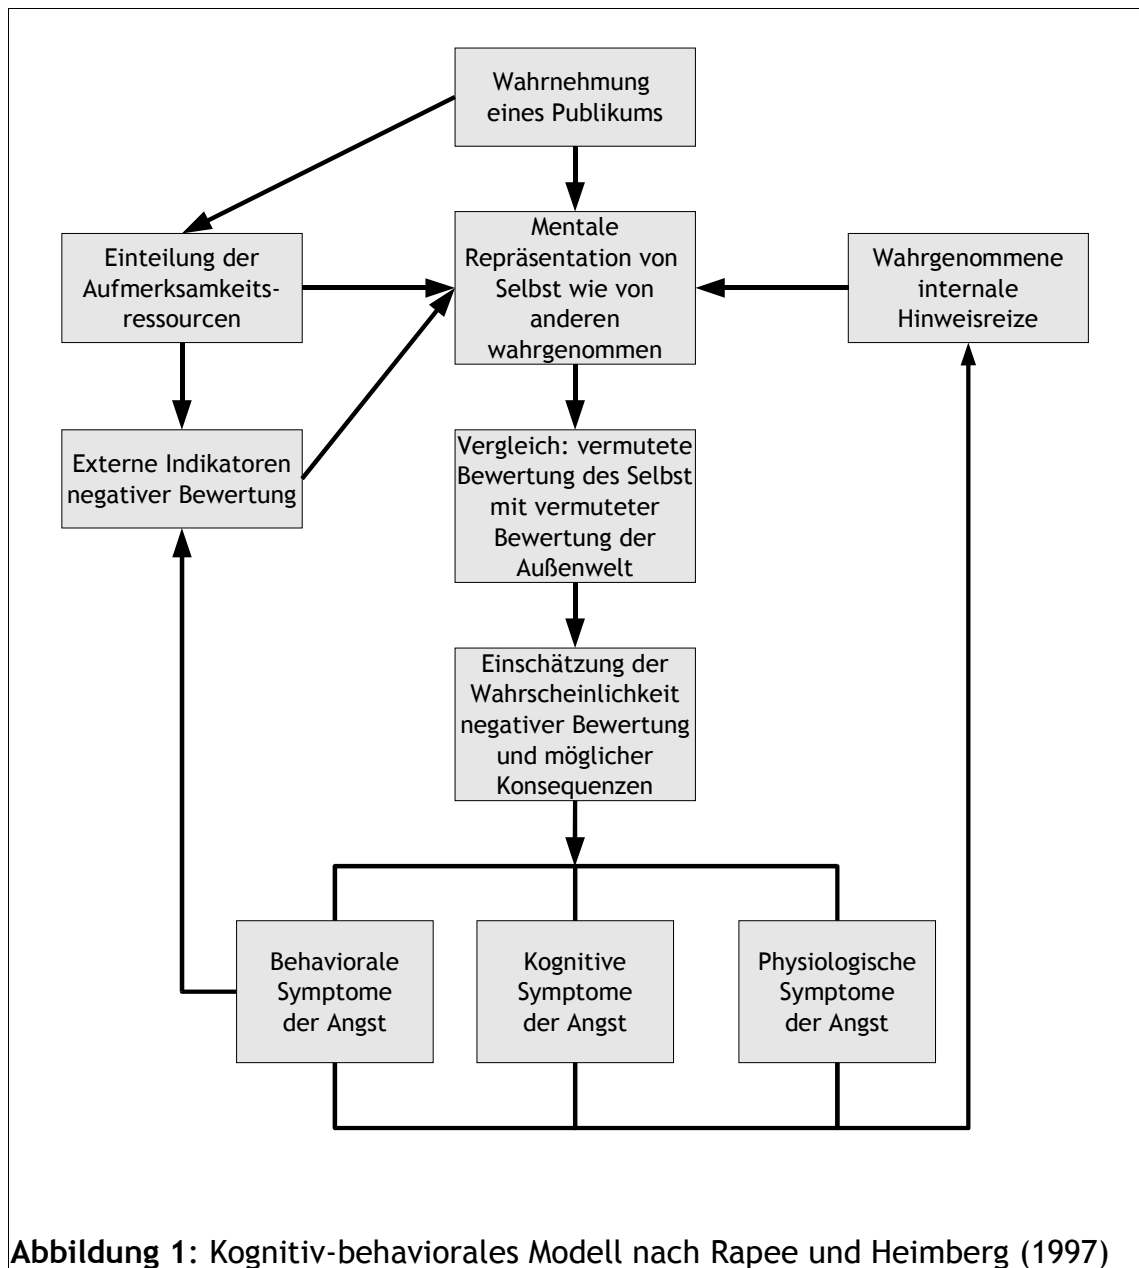 Wahrnehmung
eines Publikums
Einteilung der
Aufmerksamkeits-
ressourcen
Mentale
Repräsentation von
Selbst wie von
anderen
wahrgenommen
Wahrgenommene
internale
Hinweisreize
Externe Indikatoren
negativer Bewertung
Vergleich: vermutete
Bewertung des Selbst
mit vermuteter
Bewertung der
Außenwelt
Einschätzung der
Wahrscheinlichkeit
negativer Bewertung
und möglicher
Konsequenzen
Behaviorale
Symptome
der Angst
Kognitive
Symptome
der Angst
Physiologische
Symptome
der Angst
Abbildung 1: Kognitiv-behaviorales Modell nach Rapee und Heimberg (1997)